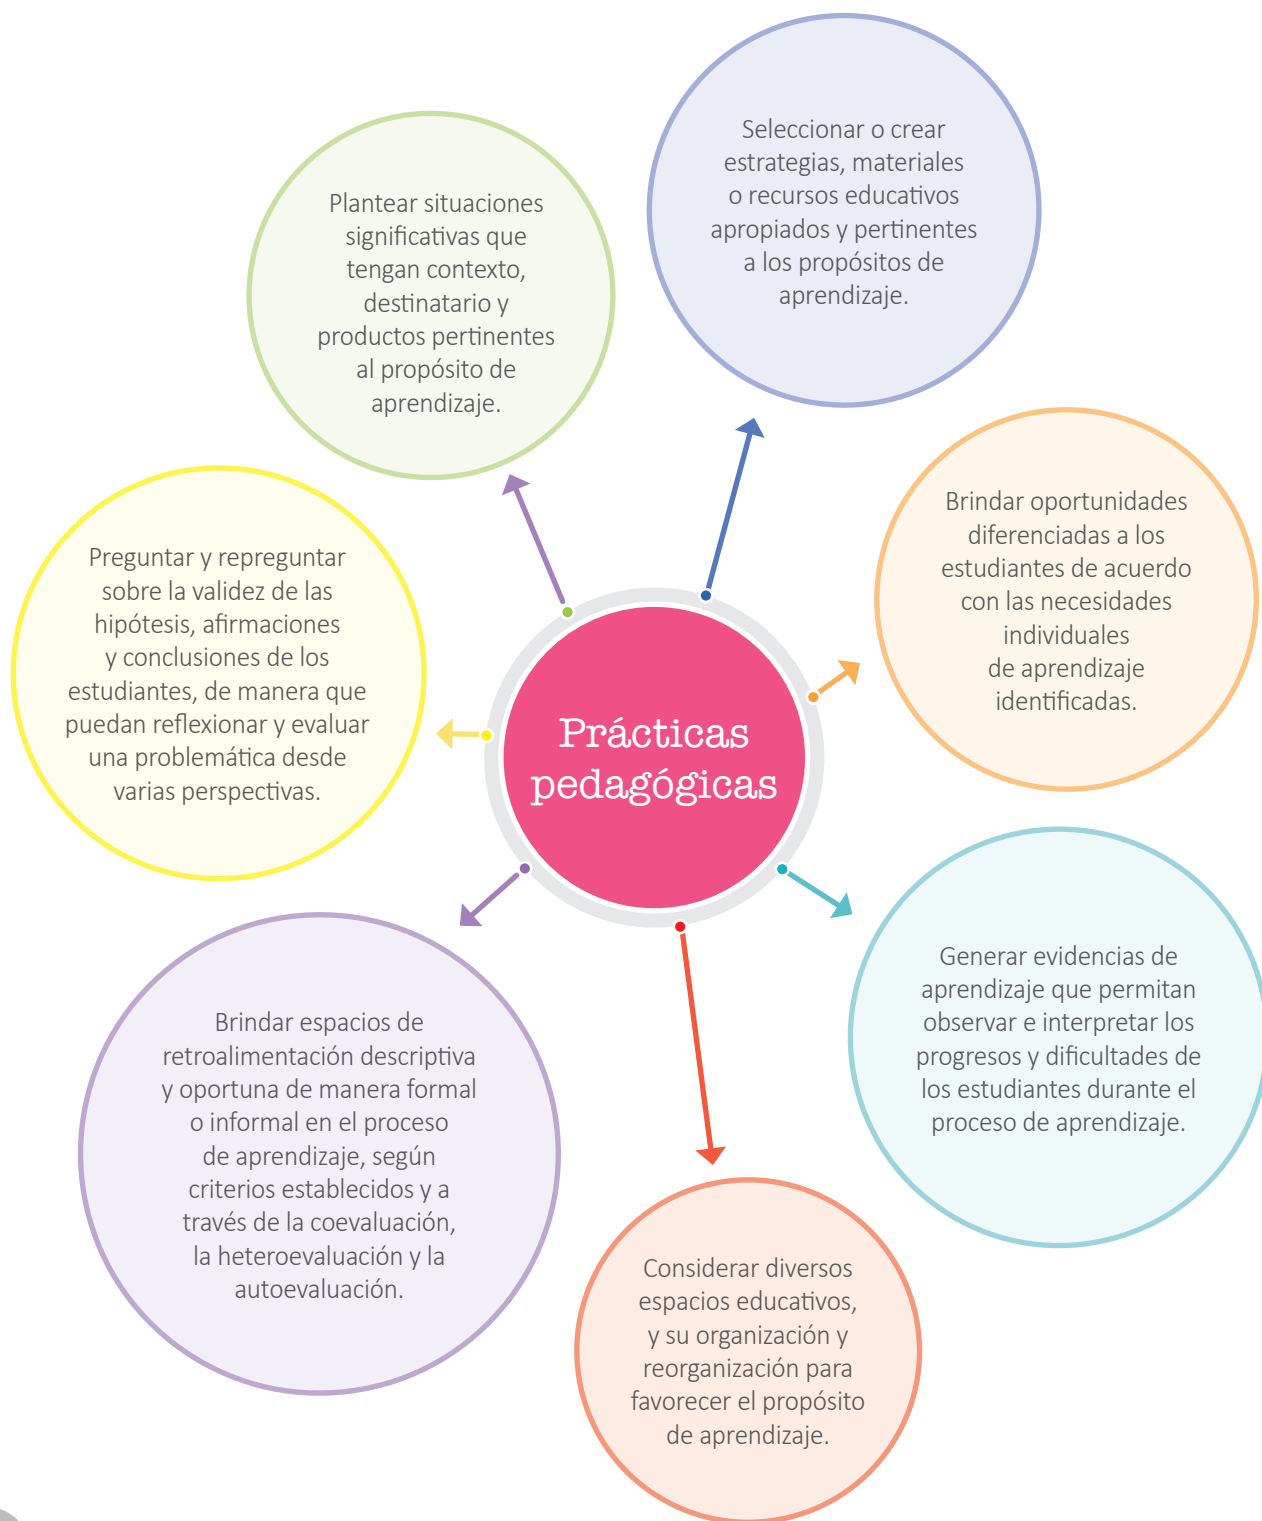 Seleccionar o crear
estrategias, materiales
o recursos educativos
apropiados y pertinentes
a los propósitos de
aprendizaje.
Plantear situaciones
significativas que
tengan contexto,
destinatario y
productos pertinentes
al propósito de
aprendizaje.
Brindar oportunidades
diferenciadas a los
estudiantes de acuerdo
con las necesidades
individuales
de aprendizaje
identificadas.
Preguntar y repreguntar
sobre la validez de las
hipótesis, afirmaciones
y conclusiones de los
estudiantes, de manera que
puedan reflexionar y evaluar
una problemática desde
varias perspectivas.
Prácticas
pedagógicas
Generar evidencias de
aprendizaje que permitan
observar e interpretar los
progresos y dificultades de
los estudiantes durante el
proceso de aprendizaje.
Brindar espacios de
retroalimentación descriptiva
y oportuna de manera formal
o informal en el proceso
de aprendizaje, según
criterios establecidos y a
través de la coevaluación,
la heteroevaluación y la
autoevaluación.
Considerar diversos
espacios educativos,
y su organización y
reorganización para
favorecer el propósito
de aprendizaje.